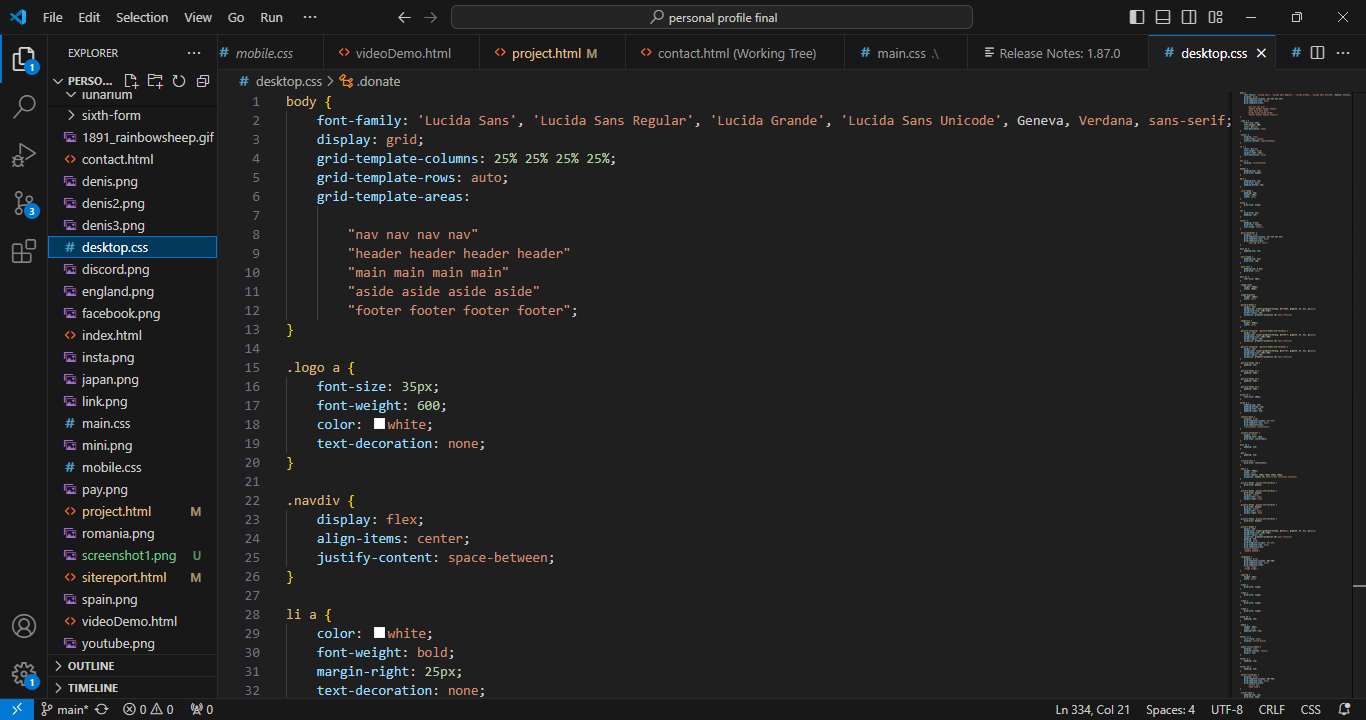 File Edit Selection View Go Run ··· personal profile final
EXPLORER ···
PERSO...
lunarium
sixth-form
1891_rainbowsheep.gif
contact.html
denis.png
denis2.png
denis3.png
desktop.css
discord.png
england.png
facebook.png
index.html
insta.png
japan.png
link.png
main.css
mini.png
mobile.css
pay.png
project.html M
romania.png
screenshot1.png U
sitereport.html M
spain.png
videoDemo.html
youtube.png
OUTLINE
TIMELINE
1
3
1
# mobile.css <> videoDemo.html <> project.html M <> contact.html (Working Tree) # main.css .\ Release Notes: 1.87.0 # desktop.css # ···
# desktop.css > .donate
1 body {
2 font-family: 'Lucida Sans', 'Lucida Sans Regular', 'Lucida Grande', 'Lucida Sans Unicode', Geneva, Verdana, sans-serif;
3 display: grid;
4 grid-template-columns: 25% 25% 25% 25%;
5 grid-template-rows: auto;
6 grid-template-areas:
7
8 "nav nav nav nav"
9 "header header header header"
10 "main main main main"
11 "aside aside aside aside"
12 "footer footer footer footer";
13 }
14
15 .logo a {
16 font-size: 35px;
17 font-weight: 600;
18 color: white;
19 text-decoration: none;
20 }
21
22 .navdiv {
23 display: flex;
24 align-items: center;
25 justify-content: space-between;
26 }
27
28 li a {
29 color: white;
30 font-weight: bold;
31 margin-right: 25px;
32 text-decoration: none;
main* 0 0 0 Ln 334, Col 21 Spaces: 4 UTF-8 CRLF CSS